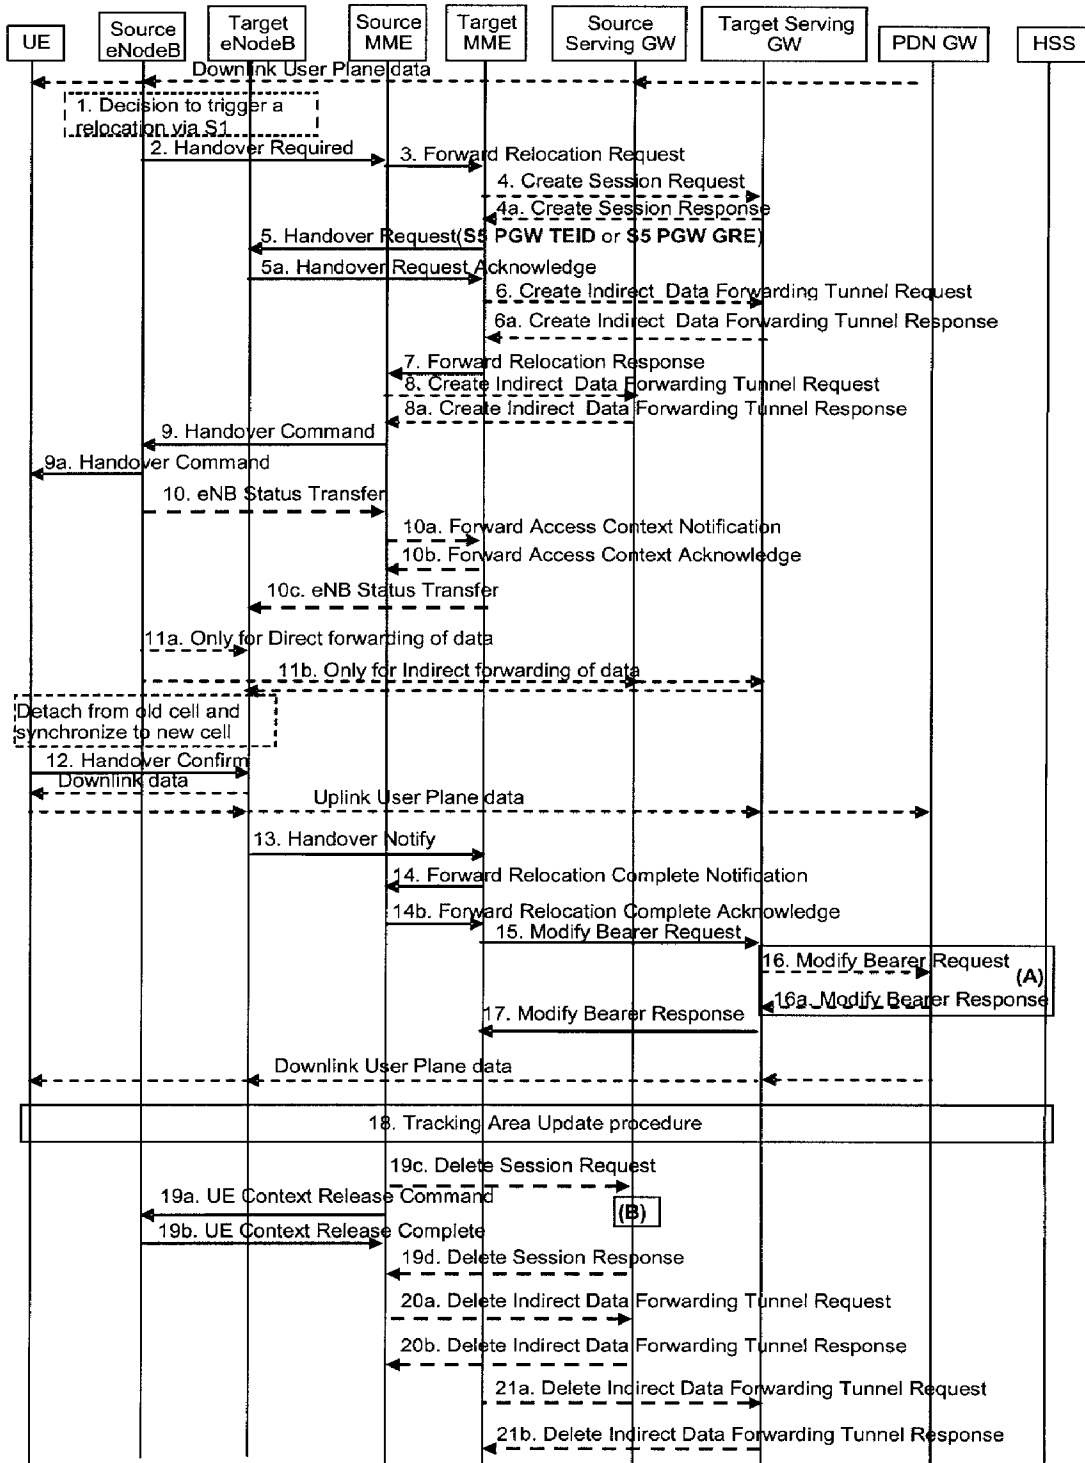 UE
Source
eNodeB
Target
eNodeB
Source
MME
Target
MME
Source
Serving GW
Target Serving
GW
PDN GW
HSS
Downlink User Plane data
1. Decision to trigger a
relocation via S1
2. Handover Required
3. Forward Relocation Request
4. Create Session Request
4a. Create Session Response
5. Handover Request(S5 PGW TEID or S5 PGW GRE)
5a. Handover Request Acknowledge
6. Create Indirect Data Forwarding Tunnel Request
6a. Create Indirect Data Forwarding Tunnel Response
7. Forward Relocation Response
8. Create Indirect Data Forwarding Tunnel Request
8a. Create Indirect Data Forwarding Tunnel Response
9. Handover Command
9a. Handover Command
10. eNB Status Transfer
10a. Forward Access Context Notification
10b. Forward Access Context Acknowledge
10c. eNB Status Transfer
11a. Only for Direct forwarding of data
11b. Only for Indirect forwarding of data
Detach from old cell and
synchronize to new cell
12. Handover Confirm
Downlink data
Uplink User Plane data
13. Handover Notify
14. Forward Relocation Complete Notification
14b. Forward Relocation Complete Acknowledge
15. Modify Bearer Request
16. Modify Bearer Request
(A)
16a. Modify Bearer Response
17. Modify Bearer Response
Downlink User Plane data
18. Tracking Area Update procedure
19c. Delete Session Request
19a. UE Context Release Command
(B)
19b. UE Context Release Complete
19d. Delete Session Response
20a. Delete Indirect Data Forwarding Tunnel Request
20b. Delete Indirect Data Forwarding Tunnel Response
21a. Delete Indirect Data Forwarding Tunnel Request
21b. Delete Indirect Data Forwarding Tunnel Response